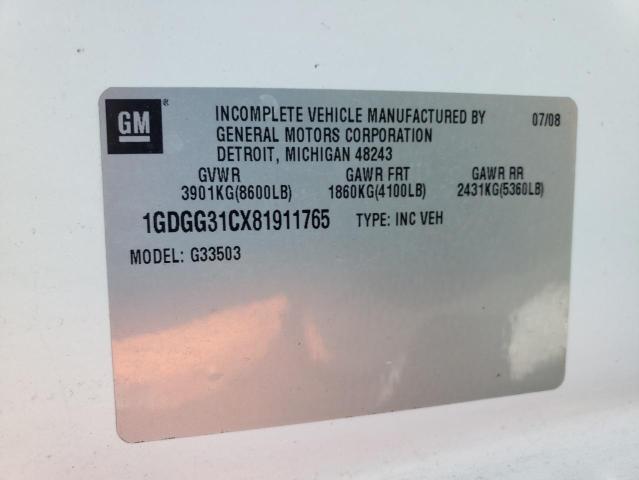 GM ®
INCOMPLETE VEHICLE MANUFACTURED BY 07/08
GENERAL MOTORS CORPORATION
DETROIT, MICHIGAN 48243
GVWR GAWR FRT GAWR RR
3901KG(8600LB) 1860KG(4100LB) 2431KG(5360LB)
1GDGG31CX81911765 TYPE: INC VEH
MODEL: G33503